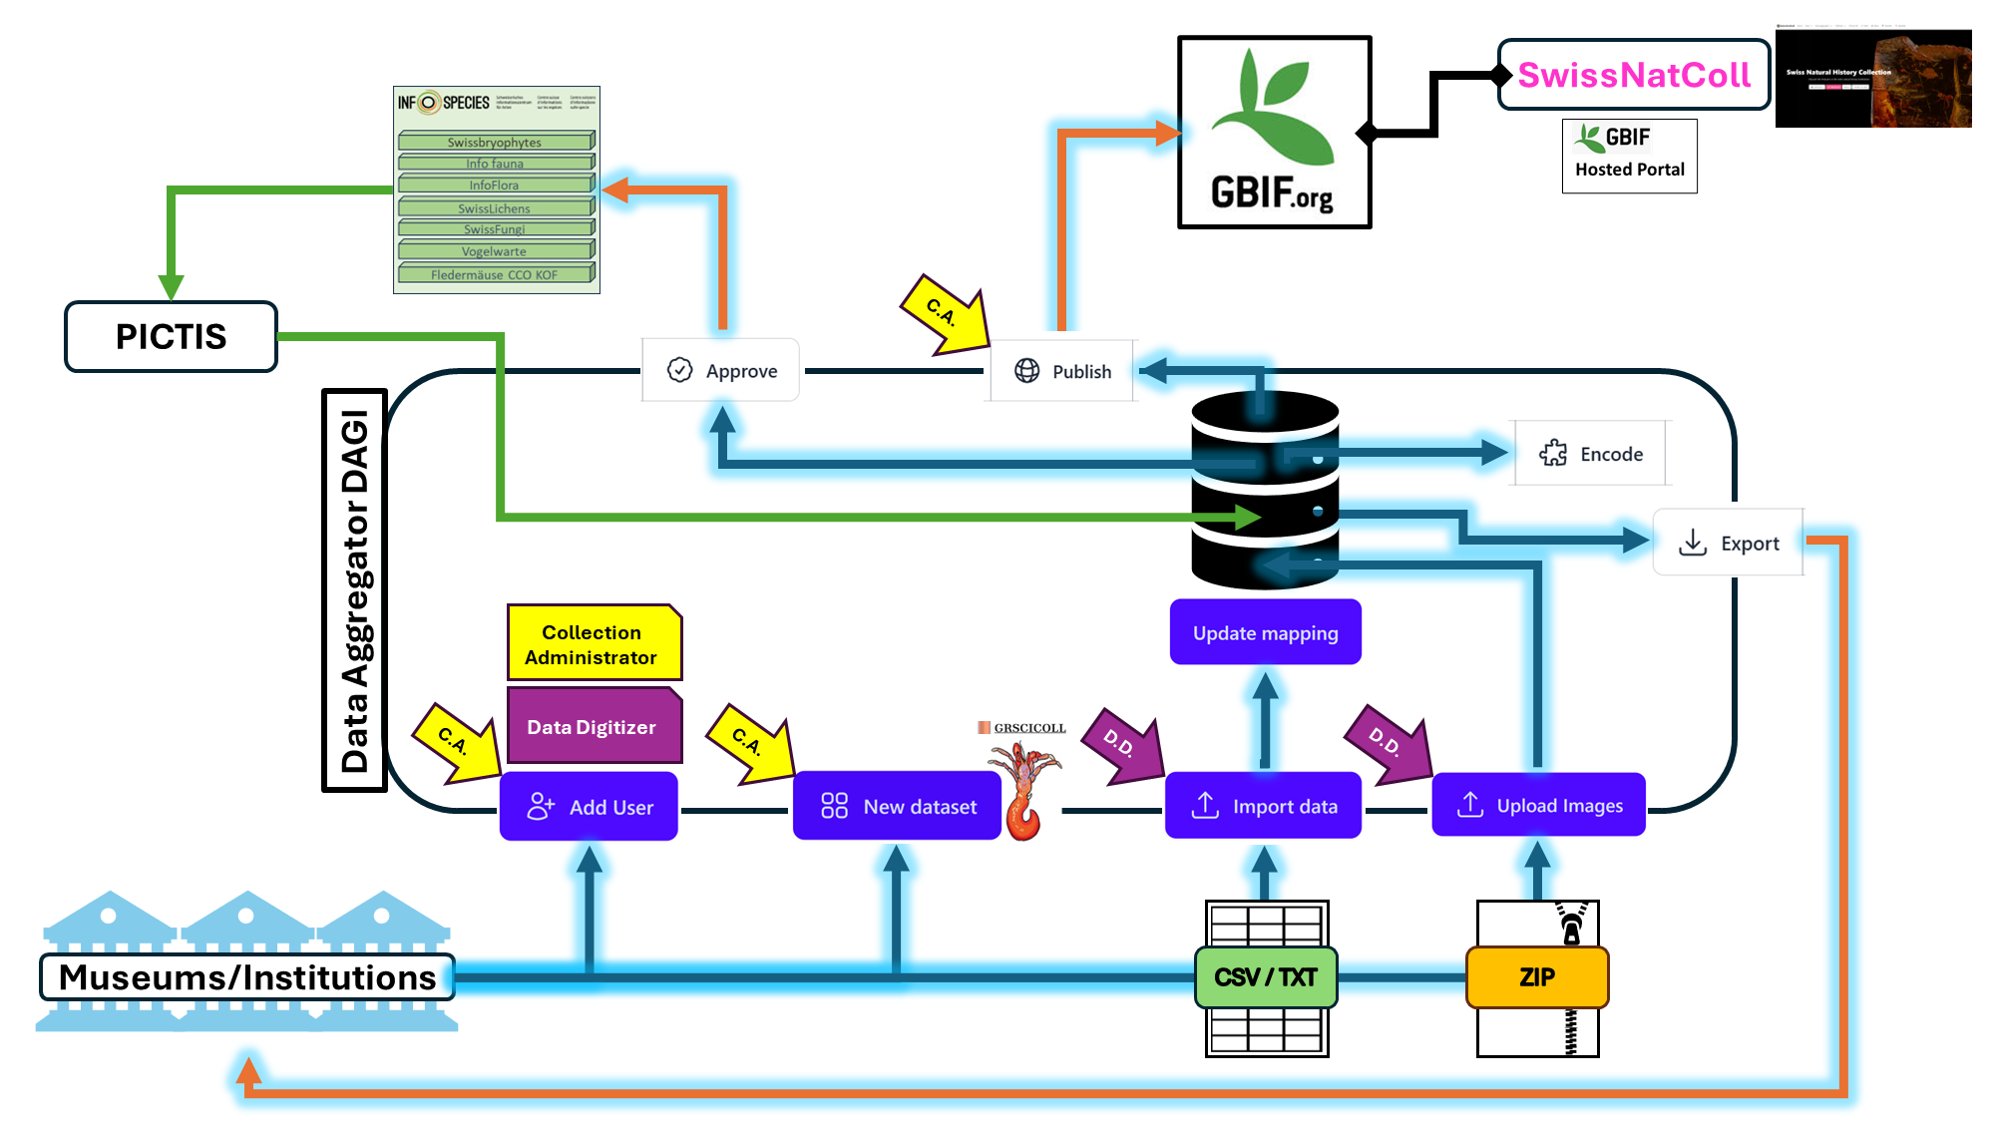 INFO SPECIES
Swissbryophytes
Info fauna
InfoFlora
SwissLichens
SwissFungi
Vogelwarte
Fledermäuse CCO KOF
GBIF.org
SwissNatColl
GBIF
Hosted Portal
Swiss Natural History Collection
PICTIS
C.A.
Approve
Publish
Encode
Export
Data Aggregator DAGI
Collection
Administrator
Data Digitizer
Update mapping
C.A.
C.A.
GRSCICOLL
D.D.
D.D.
Add User
New dataset
Import data
Upload Images
Museums/Institutions
CSV / TXT
ZIP